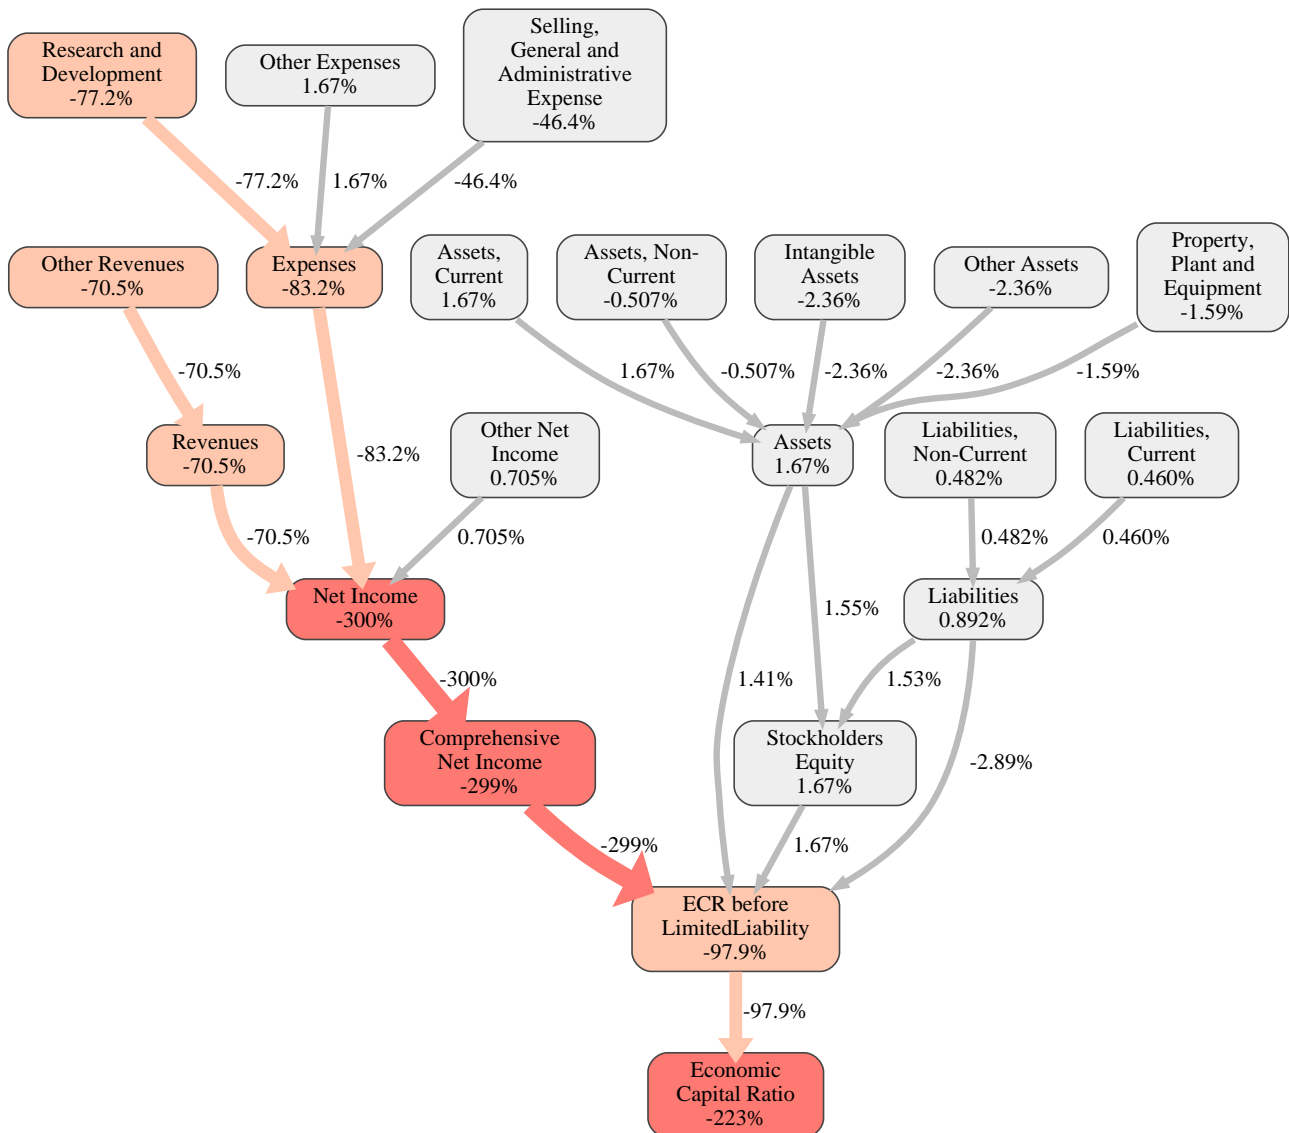 Research and
Development
-77.2%
Other Expenses
1.67%
Selling,
General and
Administrative
Expense
-46.4%
-77.2%
1.67%
-46.4%
Other Revenues
-70.5%
Expenses
-83.2%
Assets,
Current
1.67%
Assets, Non-
Current
-0.507%
Intangible
Assets
-2.36%
Other Assets
-2.36%
Property,
Plant and
Equipment
-1.59%
-70.5%
-83.2%
1.67%
-0.507%
-2.36%
-2.36%
-1.59%
Revenues
-70.5%
Other Net
Income
0.705%
Assets
1.67%
Liabilities,
Non-Current
0.482%
Liabilities,
Current
0.460%
-70.5%
0.705%
0.482%
0.460%
Net Income
-300%
1.55%
Liabilities
0.892%
-300%
1.41%
1.53%
-2.89%
Comprehensive
Net Income
-299%
Stockholders
Equity
1.67%
-299%
1.67%
ECR before
LimitedLiability
-97.9%
-97.9%
Economic
Capital Ratio
-223%